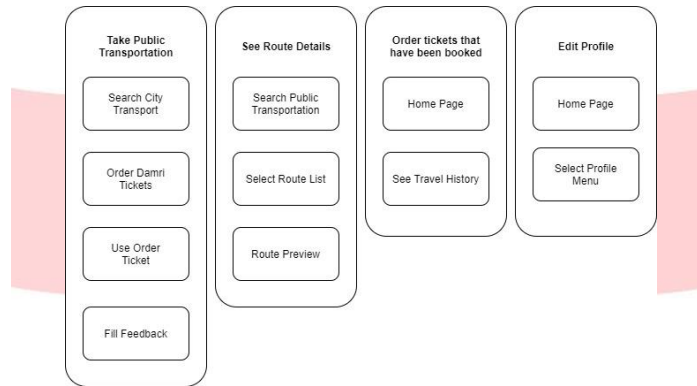 Take Public
Transportation
Search City
Transport
Order Damri
Tickets
Use Order
Ticket
Fill Feedback
See Route Details
Search Public
Transportation
Select Route List
Route Preview
Order tickets that
have been booked
Home Page
See Travel History
Edit Profile
Home Page
Select Profile
Menu